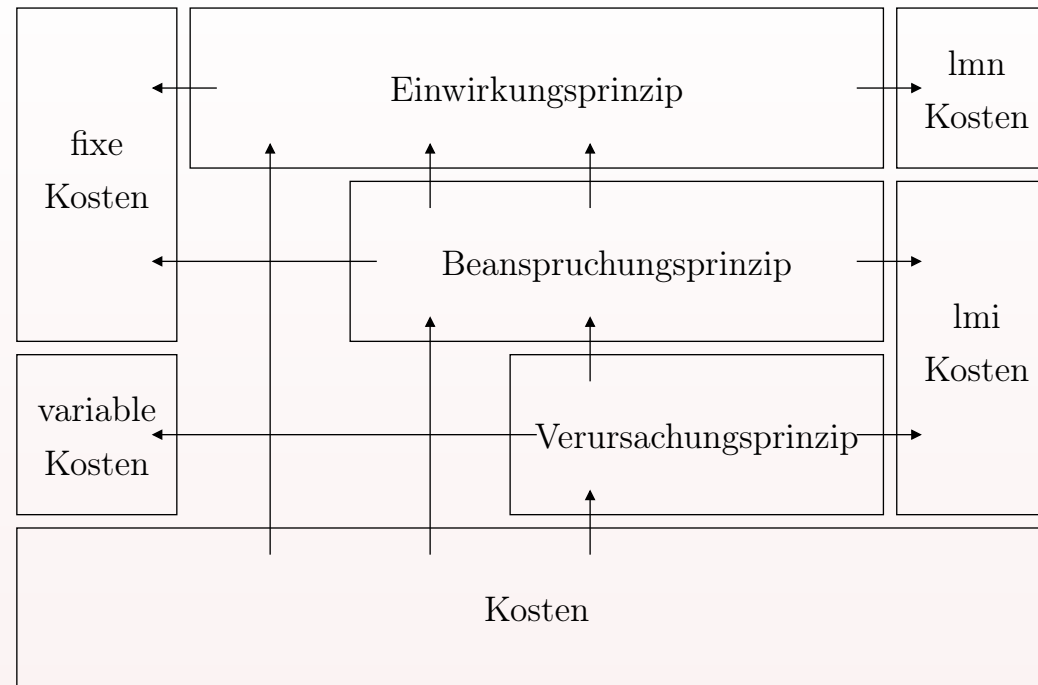 fixe
Kosten
Einwirkungsprinzip
lmn
Kosten
Beanspruchungsprinzip
lmi
Kosten
variable
Kosten
Verursachungsprinzip
Kosten